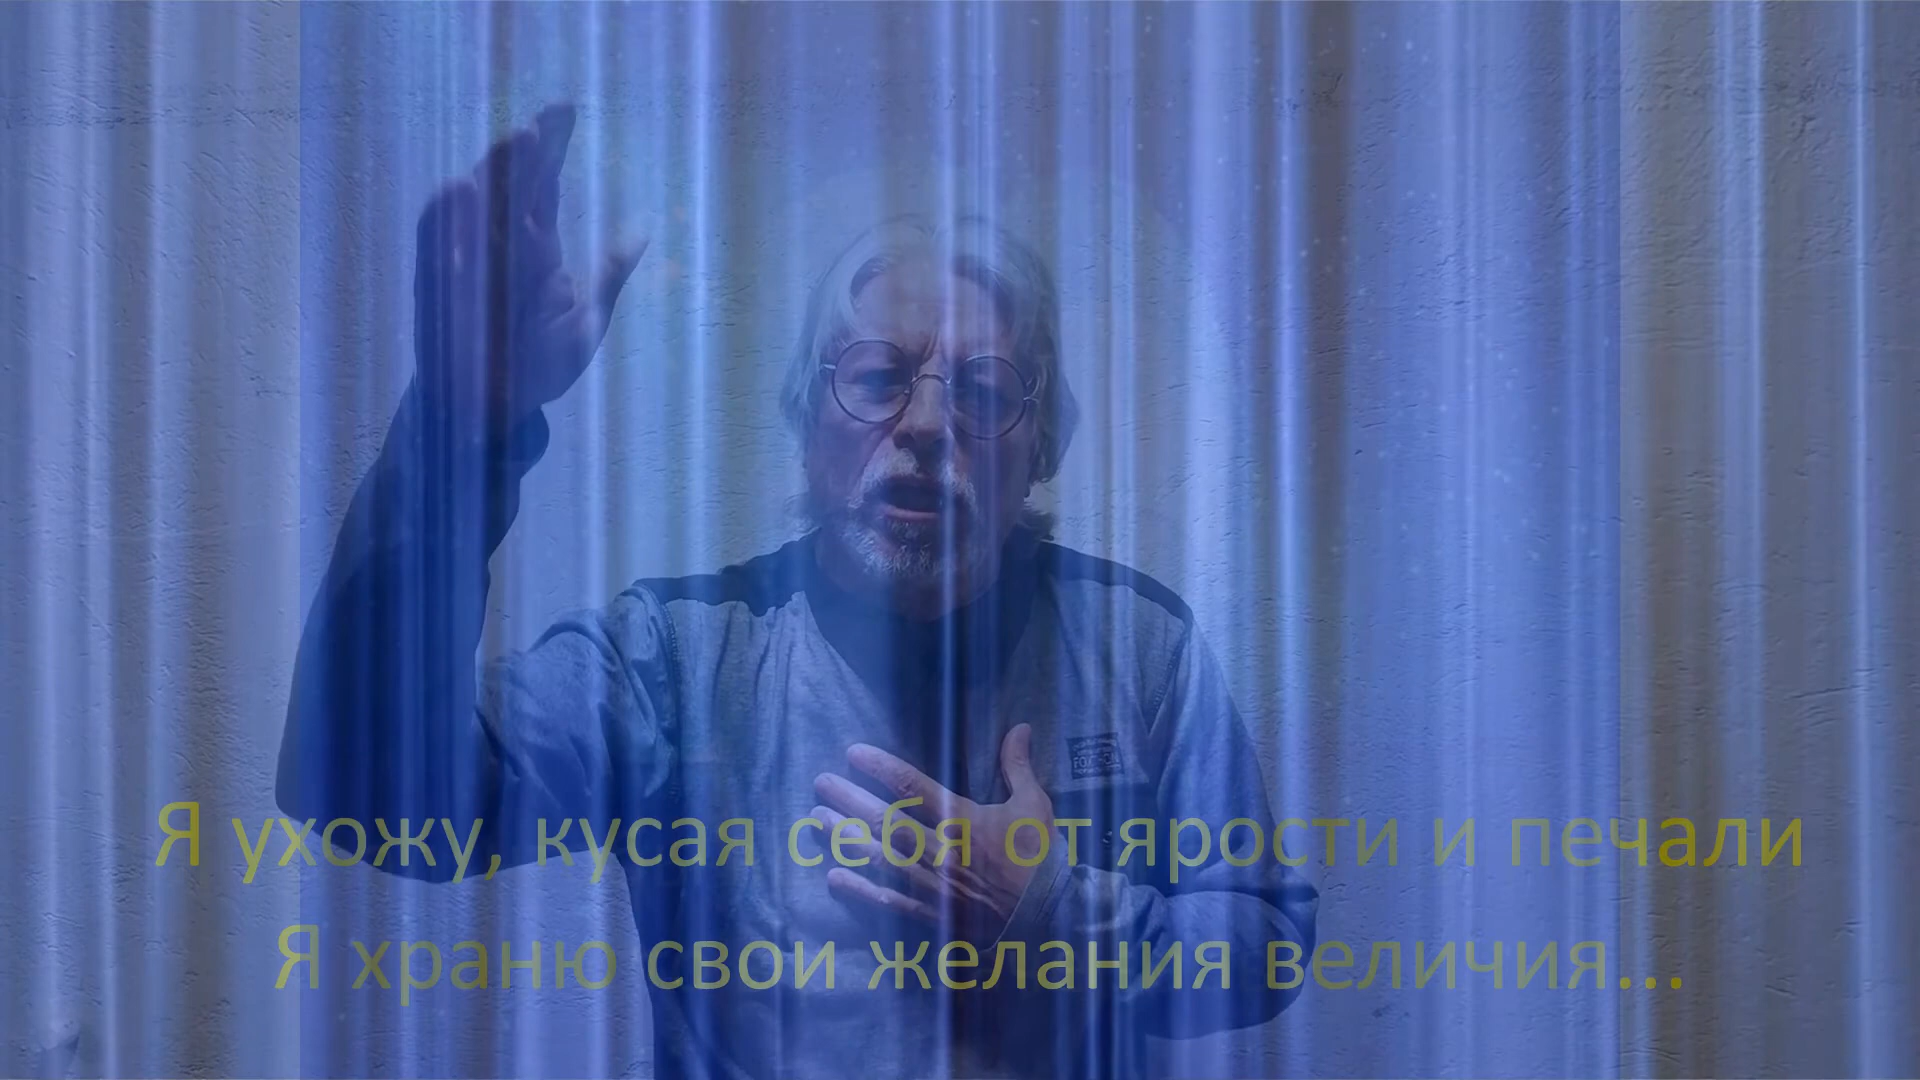 Я ухожу, кусая себя от ярости и печали
Я храню свои желания величия...